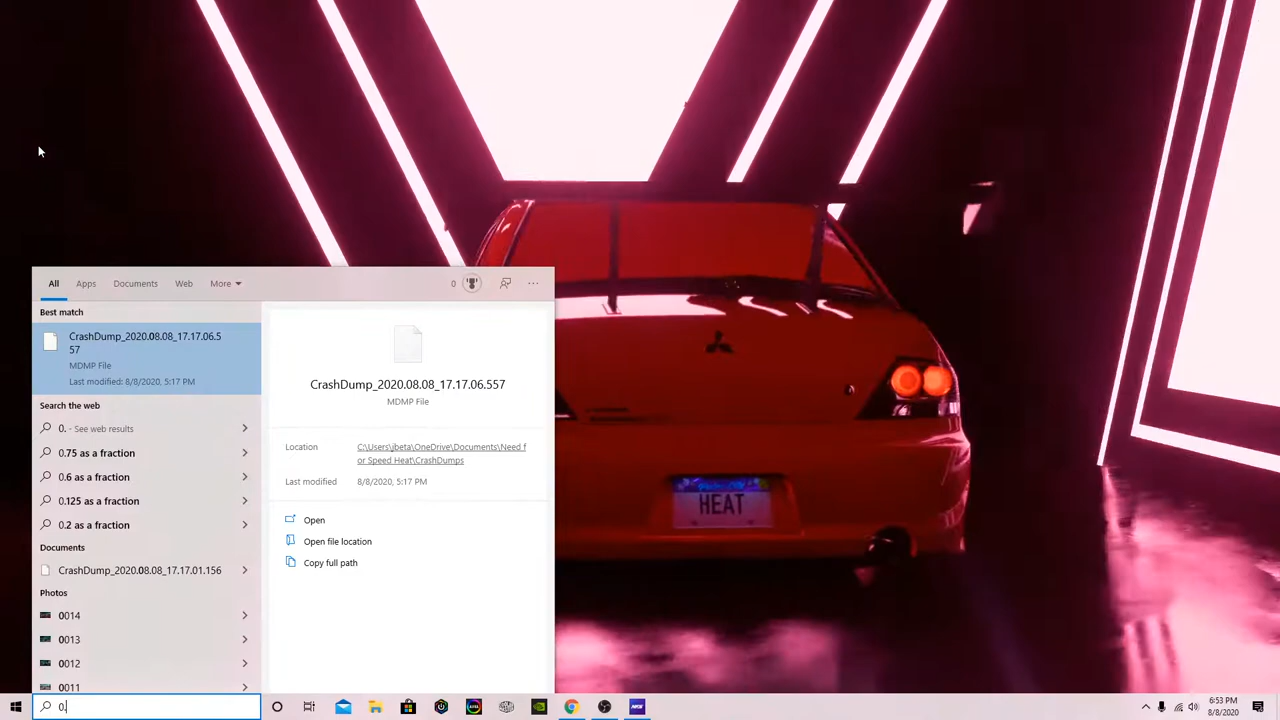 HEAT
All
Apps
Documents
Web
More
0
Best match
CrashDump_2020.08.08_17.17.06.5
57
MDMP File
Last modified: 8/8/2020, 5:17 PM
Search the web
0. - See web results
0.75 as a fraction
0.6 as a fraction
0.125 as a fraction
0.2 as a fraction
Documents
CrashDump_2020.08.08_17.17.01.156
Photos
0014
0013
0012
0011
CrashDump_2020.08.08_17.17.06.557
MDMP File
Location
C:\Users\jbeta\OneDrive\Documents\Need f
or Speed Heat\CrashDumps
Last modified
8/8/2020, 5:17 PM
Open
Open file location
Copy full path
0.
6:53 PM
8/8/2020